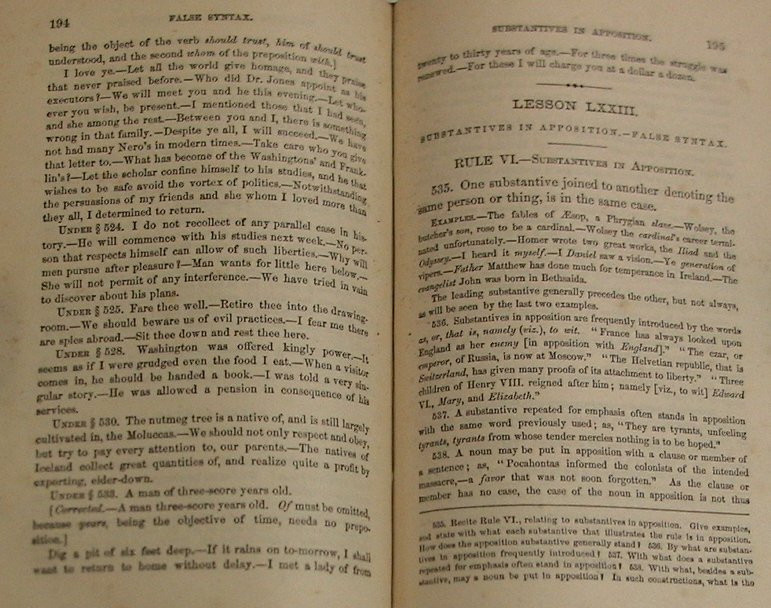 194 FALSE SYNTAX.
being the object of the verb should trust, him of should trust
understood, and the second whom of the preposition with.]
I love ye.—Let all the world give homage, and they praise
that never praised before.—Who did Dr. Jones appoint as his
executors?—We will meet you and he this evening.—Let who-
ever you wish, be present.—I mentioned those that I had seen,
and she among the rest.—Between you and I, there is something
wrong in that family.—Despite ye all, I will succeed.—We have
not had many Nero's in modern times.—Take care who you give
that letter to.—What has become of the Washingtons' and Frank-
lin's?—Let the scholar confine himself to his studies, and he that
wishes to be safe avoid the vortex of politics.—Notwithstanding
the persuasions of my friends and she whom I loved more than
they all, I determined to return.
UNDER § 524. I do not recollect of any parallel case in his-
tory.—He will commence with his studies next week.—No per-
son that respects himself can allow of such liberties.—Why will
men pursue after pleasure?—Man wants for little here below.—
She will not permit of any interference.—We have tried in vain
to discover about his plans.
UNDER § 525. Fare thee well.—Retire thee into the drawing-
room.—We should beware us of evil practices.—I fear me there
are spies abroad.—Sit thee down and rest thee here.
UNDER § 528. Washington was offered kingly power.—It
seems as if I were grudged even the food I eat.—When a visitor
comes in, he should be handed a book.—I was told a very sin-
gular story.—He was allowed a pension in consequence of his
services.
UNDER § 530. The nutmeg tree is a native of, and is still largely
cultivated in, the Moluccas.—We should not only respect and obey,
but try to pay every attention to, our parents.—The natives of
Iceland collect great quantities of, and realize quite a profit by
exporting, eider-down.
UNDER § 533. A man of three-score years old.
[Corrected.—A man three-score years old. Of must be omitted,
because years, being the objective of time, needs no prepo-
sition.]
Dig a pit of six feet deep.—If it rains on to-morrow, I shall
want to return to home without delay.—I met a lady of from
SUBSTANTIVES IN APPOSITION. 195
twenty to thirty years of age.—For three times the struggle was
renewed.—For these I will charge you at a dollar a dozen.
LESSON LXXIII.
SUBSTANTIVES IN APPOSITION.—FALSE SYNTAX.
RULE VI.—SUBSTANTIVES IN APPOSITION.
535. One substantive joined to another denoting the
same person or thing, is in the same case.
EXAMPLES.—The fables of Æsop, a Phrygian slave.—Wolsey, the
butcher's son, rose to be a cardinal.—Wolsey the cardinal's career termi-
nated unfortunately.—Homer wrote two great works, the Iliad and the
Odyssey.—I heard it myself.—I Daniel saw a vision.—Ye generation of
vipers.—Father Matthew has done much for temperance in Ireland.—The
evangelist John was born in Bethsaida.
The leading substantive generally precedes the other, but not always,
as will be seen by the last two examples.
536. Substantives in apposition are frequently introduced by the words
as, or, that is, namely (viz.), to wit. "France has always looked upon
England as her enemy [in apposition with England]." "The czar, or
emperor, of Russia, is now at Moscow." "The Helvetian republic, that is
Switzerland, has given many proofs of its attachment to liberty." "Three
children of Henry VIII. reigned after him; namely [viz., to wit] Edward
VI., Mary, and Elizabeth."
537. A substantive repeated for emphasis often stands in apposition
with the same word previously used; as, "They are tyrants, unfeeling
tyrants, tyrants from whose tender mercies nothing is to be hoped."
538. A noun may be put in apposition with a clause or member of
a sentence; as, "Pocahontas informed the colonists of the intended
massacre,—a favor that was not soon forgotten." As the clause or
member has no case, the case of the noun in apposition is not thus
535. Recite Rule VI., relating to substantives in apposition. Give examples,
and state with what each substantive that illustrates the rule is in apposition.
How does the apposition substantive generally stand? 536. By what are substan-
tives in apposition frequently introduced? 537. With what does a substantive
repeated for emphasis often stand in apposition? 538. With what, besides a sub-
stantive, may a noun be put in apposition? In such constructions, what is the